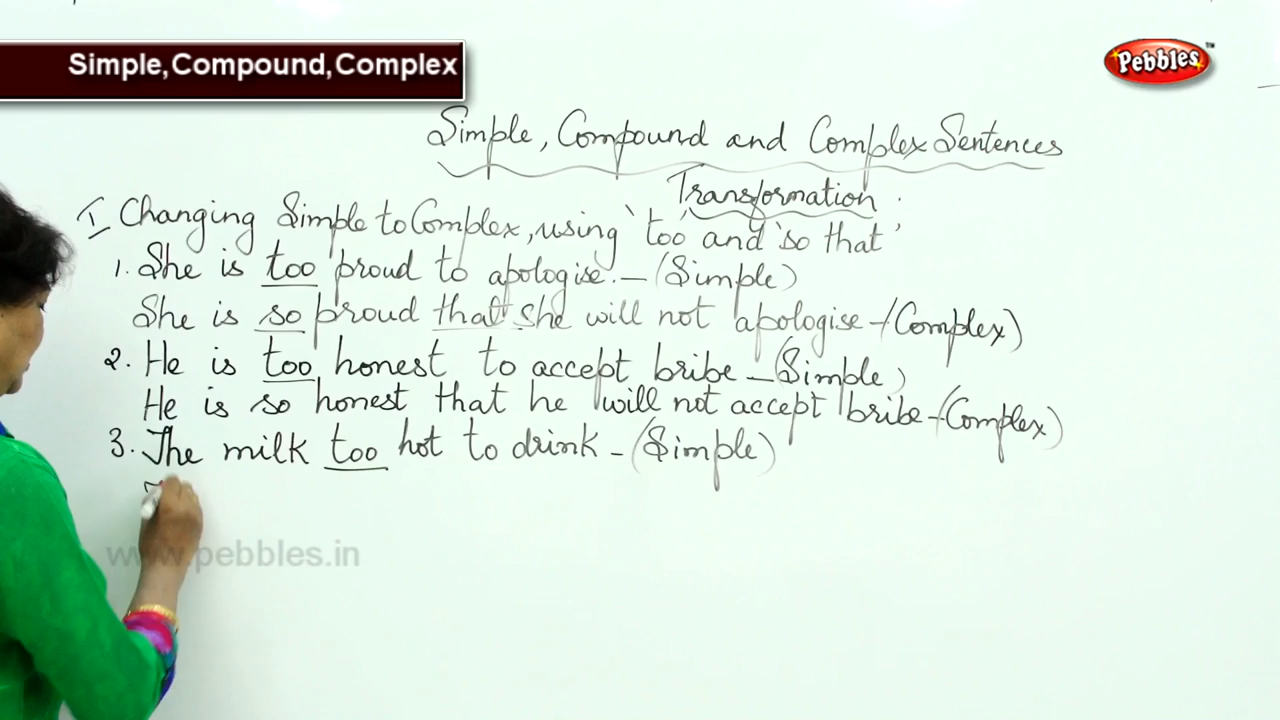 Simple,Compound,Complex
Pebbles™
Simple, Compound and Complex Sentences
Transformation
I Changing Simple to Complex, using 'too' and 'so that'
1. She is too proud to apologise. – (Simple)
She is so proud that she will not apologise – (Complex)
2. He is too honest to accept bribe – (Simple)
He is so honest that he will not accept bribe – (Complex)
3. The milk too hot to drink – (Simple)
www.pebbles.in